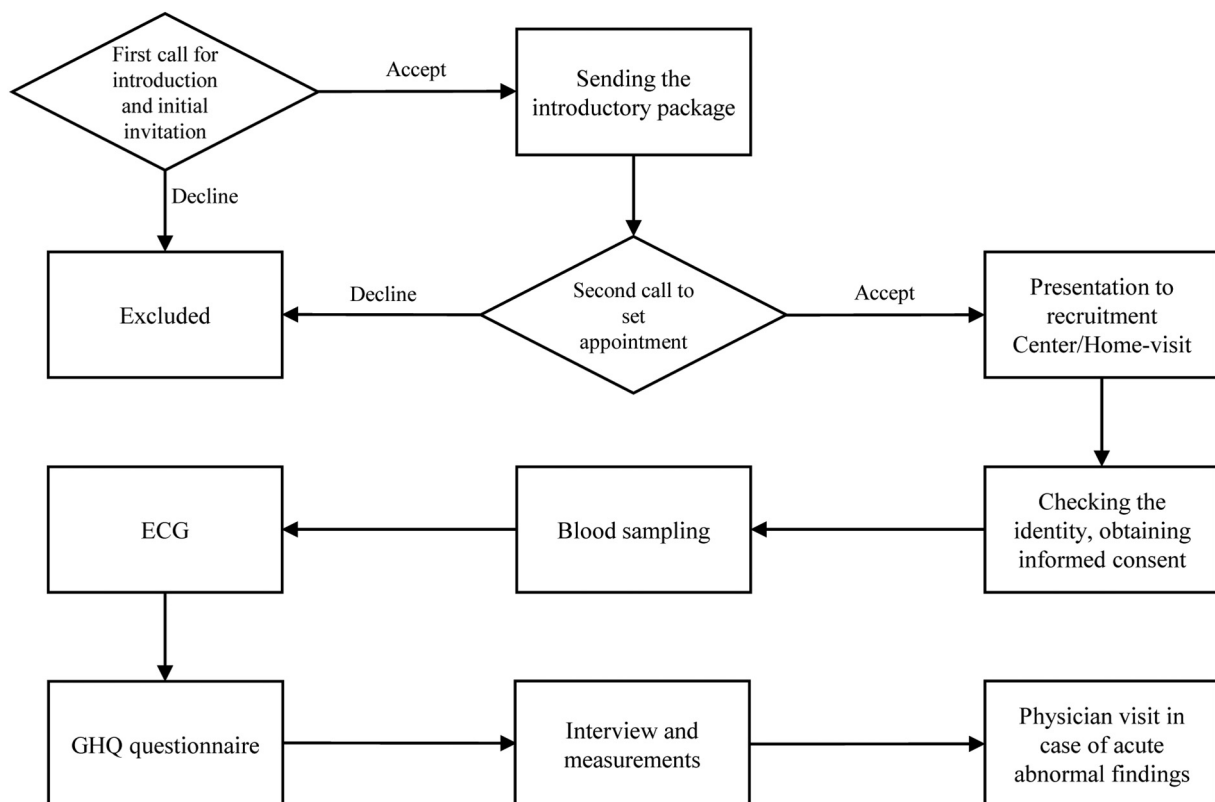 First call for
introduction
and initial
invitation
Accept
Sending the
introductory package
Decline
Excluded
Decline
Second call to
set
appointment
Accept
Presentation to
recruitment
Center/Home-visit
ECG
Blood sampling
Checking the
identity, obtaining
informed consent
GHQ questionnaire
Interview and
measurements
Physician visit in
case of acute
abnormal findings